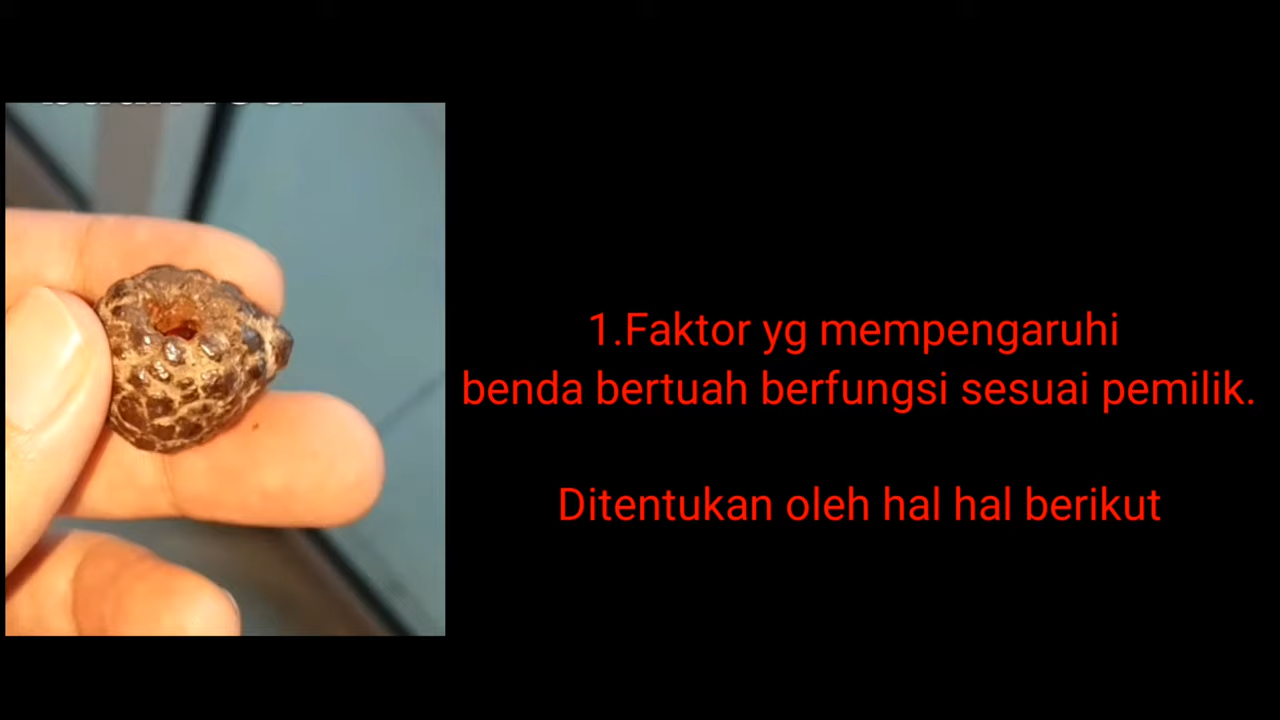 1.Faktor yg mempengaruhi
benda bertuah berfungsi sesuai pemilik.
Ditentukan oleh hal hal berikut